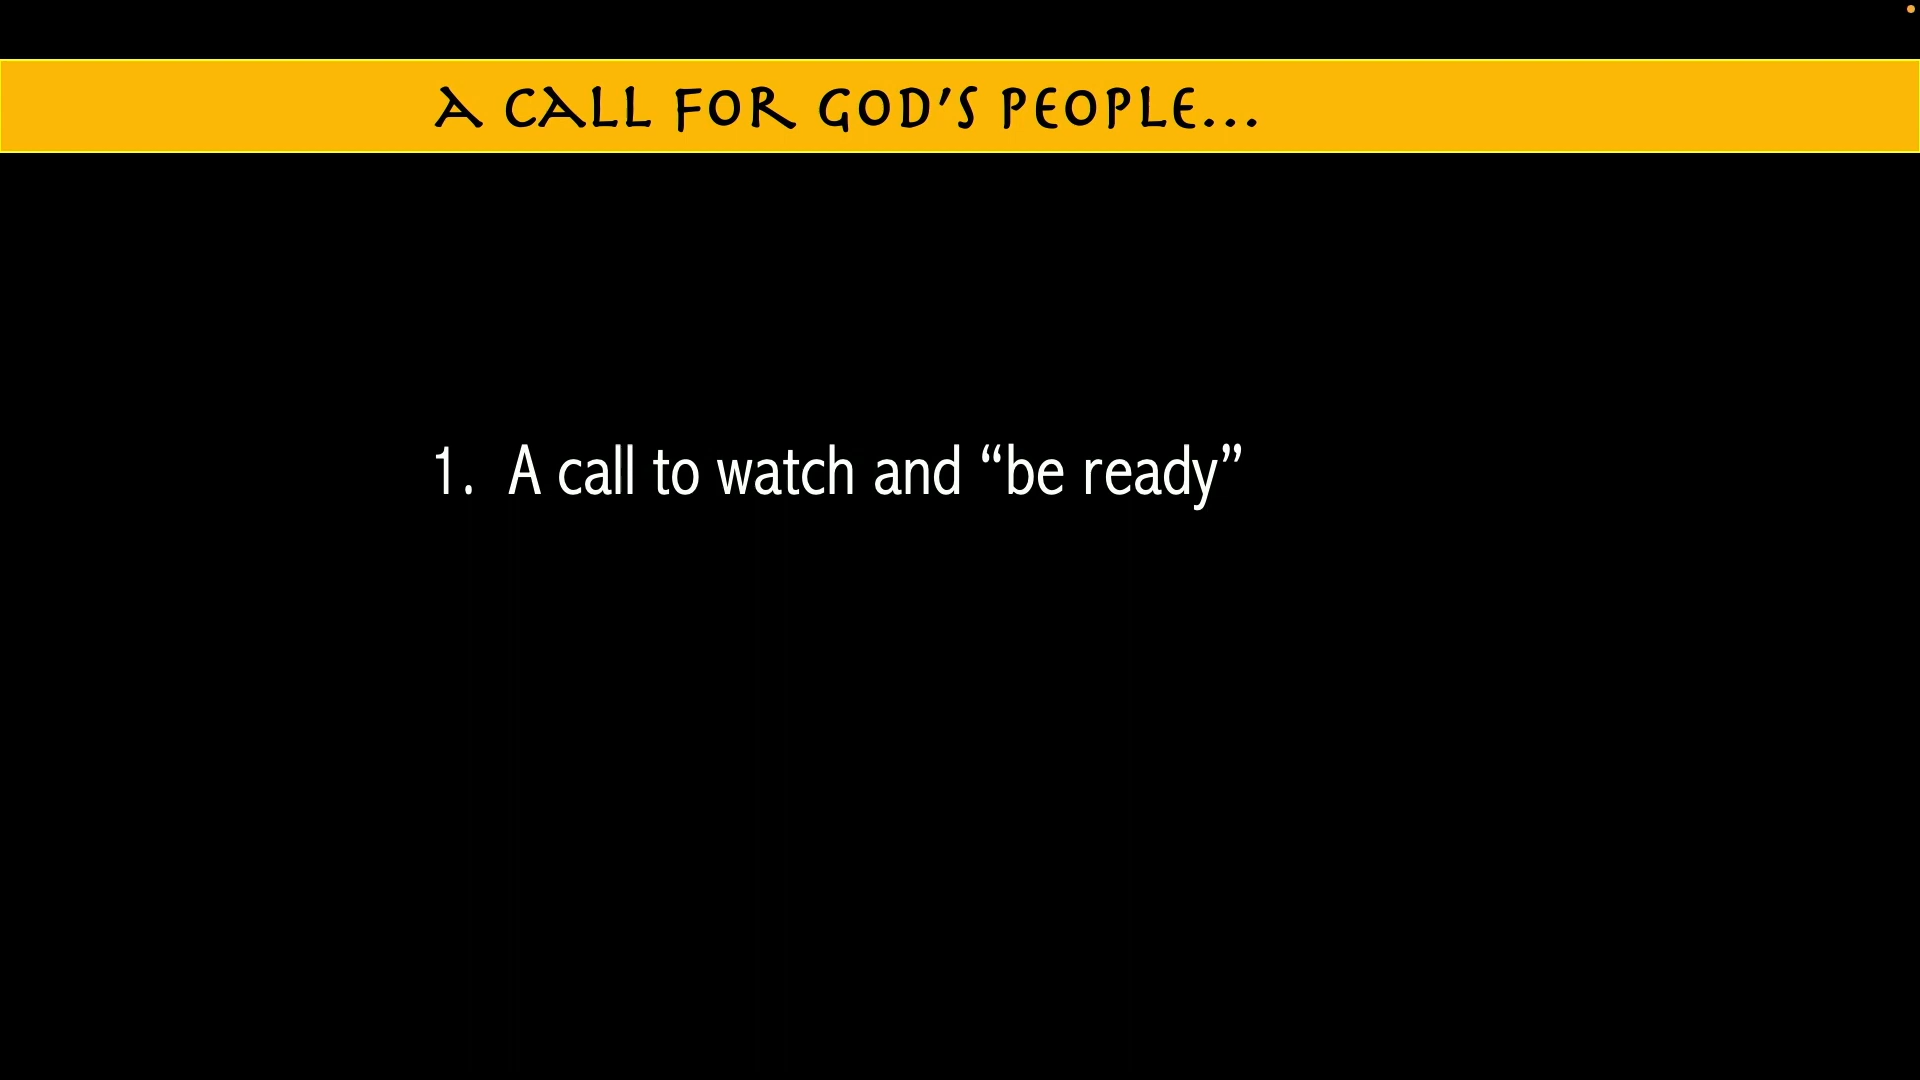 A CALL FOR GOD’S PEOPLE...
1. A call to watch and “be ready”